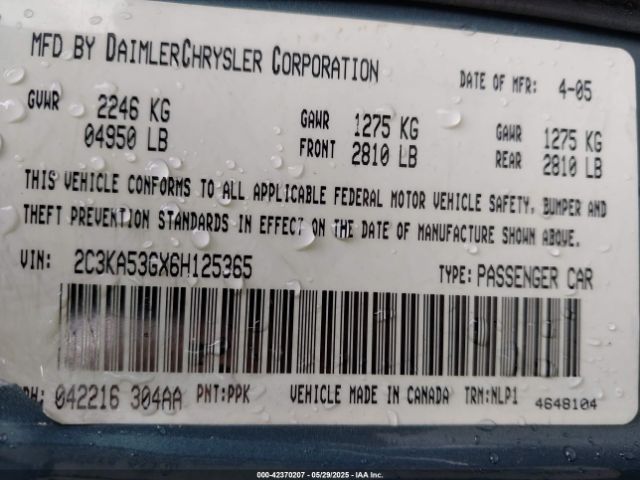 MFD BY DAIMLERCHRYSLER CORPORATION DATE OF MFR: 4-05
GVWR 2246 KG GAWR 1275 KG GAWR 1275 KG
04950 LB FRONT 2810 LB REAR 2810 LB
THIS VEHICLE CONFORMS TO ALL APPLICABLE FEDERAL MOTOR VEHICLE SAFETY, BUMPER AND
THEFT PREVENTION STANDARDS IN EFFECT ON THE DATE OF MANUFACTURE SHOWN ABOVE.
VIN: 2C3KA53GX6H125365 TYPE: PASSENGER CAR
042216 304AA PNT:PPK VEHICLE MADE IN CANADA TRM:NLP1 4648104
000-42370207 - 05/29/2025 - IAA Inc.